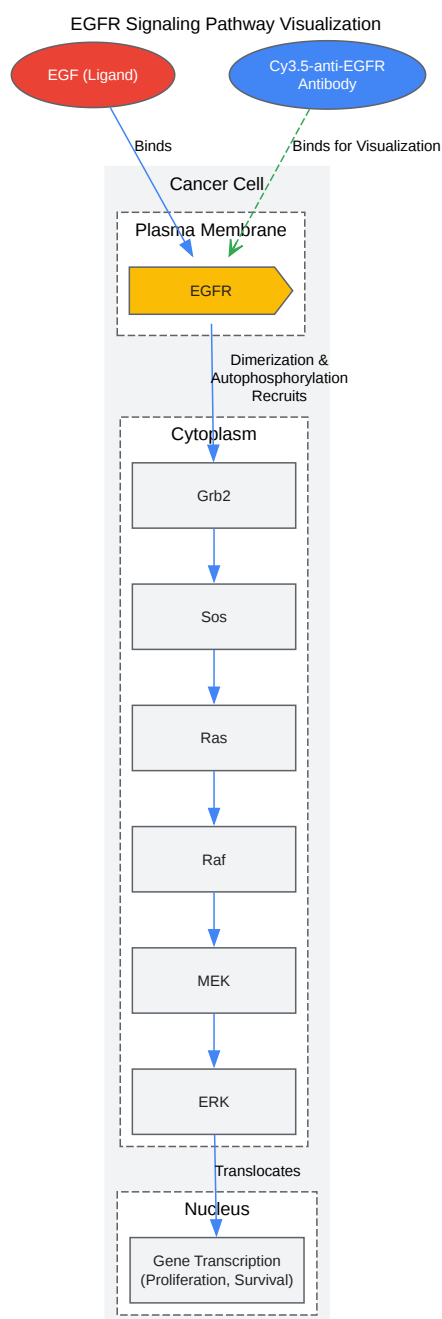 EGFR Signaling Pathway Visualization
EGF (Ligand)
Cy3.5-anti-EGFR
Antibody
Binds
Binds for Visualization
Cancer Cell
Plasma Membrane
EGFR
Dimerization &
Autophosphorylation
Recruits
Cytoplasm
Grb2
Sos
Ras
Raf
MEK
ERK
Translocates
Nucleus
Gene Transcription
(Proliferation, Survival)